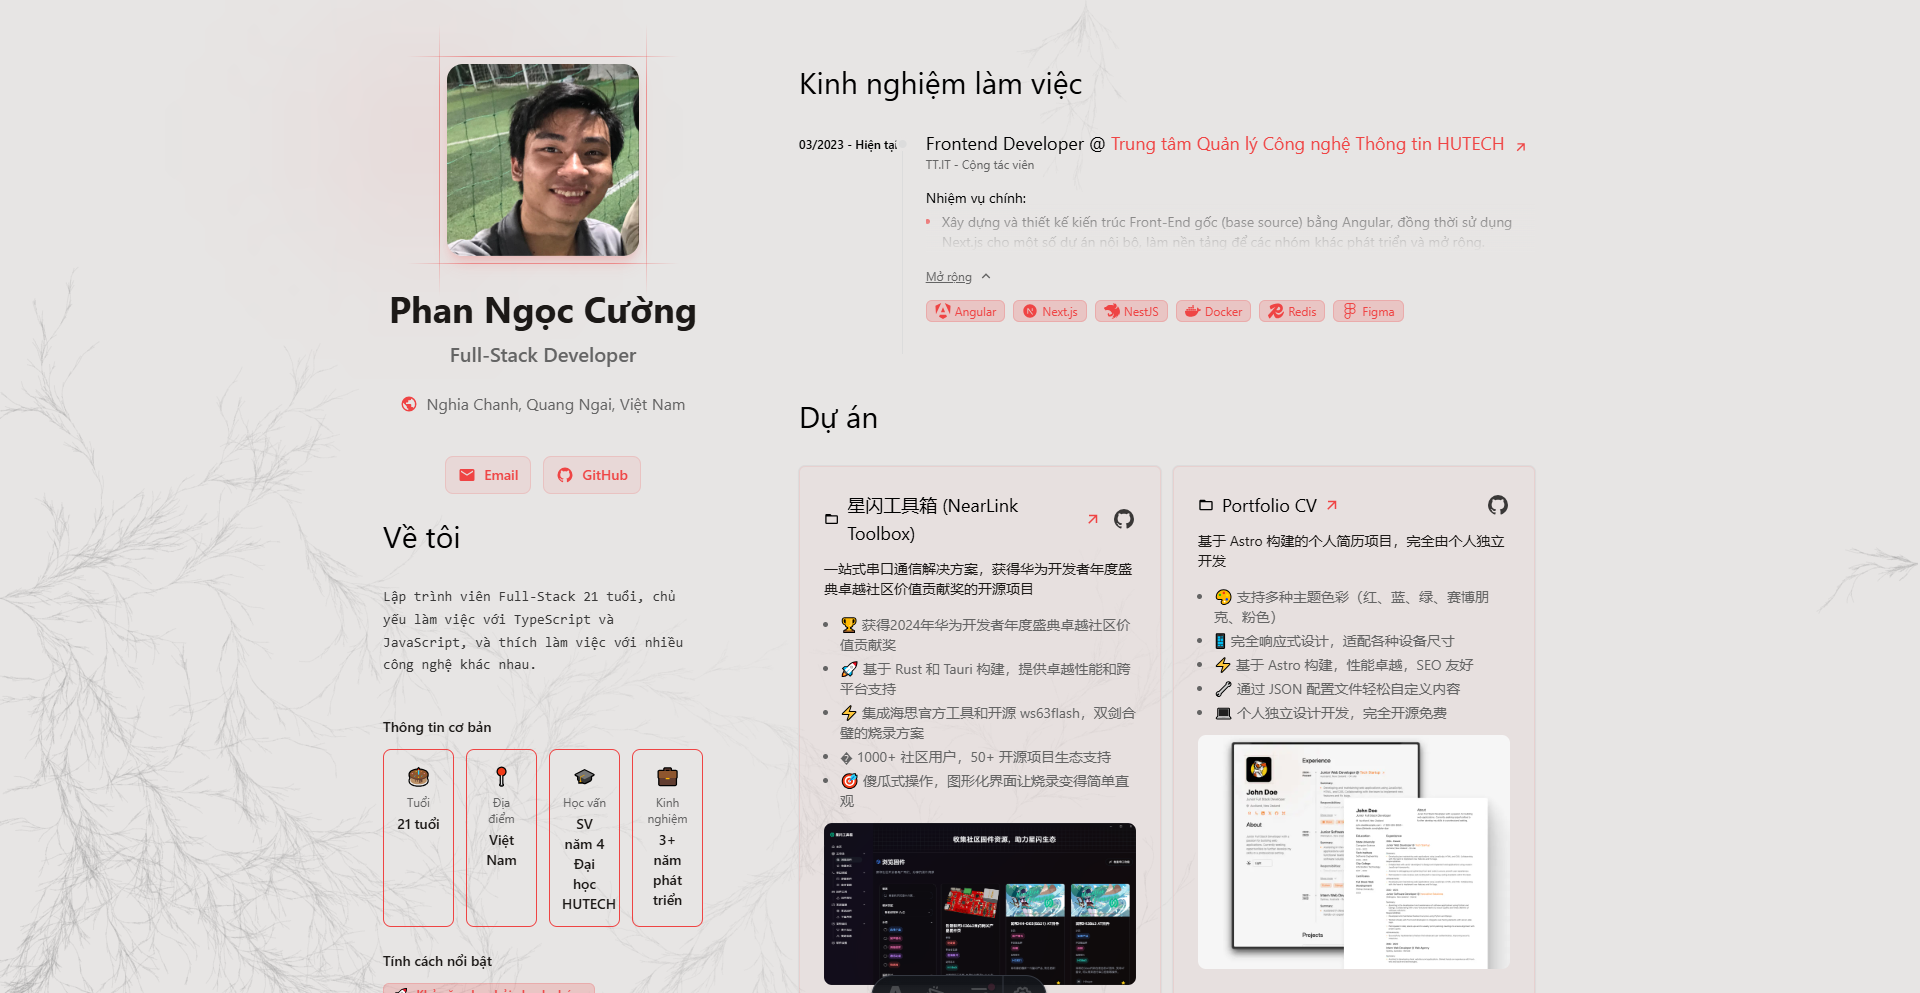 Phan Ngọc Cường
Full-Stack Developer
Nghia Chanh, Quang Ngai, Việt Nam
Email
GitHub
Về tôi
Lập trình viên Full-Stack 21 tuổi, chủ
yếu làm việc với TypeScript và
JavaScript, và thích làm việc với nhiều
công nghệ khác nhau.
Thông tin cơ bản
Tuổi
21 tuổi
Địa
điểm
Việt
Nam
Học vấn
SV
năm 4
Đại
học
HUTECH
Kinh
nghiệm
3+
năm
phát
triển
Tính cách nổi bật
Kinh nghiệm làm việc
03/2023 - Hiện tại
Frontend Developer @ Trung tâm Quản lý Công nghệ Thông tin HUTECH
TT.IT - Cộng tác viên
Nhiệm vụ chính:
Xây dựng và thiết kế kiến trúc Front-End gốc (base source) bằng Angular, đồng thời sử dụng
Next.js cho một số dự án nội bộ, làm nền tảng để các nhóm khác phát triển và mở rộng.
Mở rộng
Angular
Next.js
NestJS
Docker
Redis
Figma
Dự án
星闪工具箱 (NearLink
Toolbox)
一站式串口通信解决方案，获得华为开发者年度盛
典卓越社区价值贡献奖的开源项目
🏆 获得2024年华为开发者年度盛典卓越社区价
值贡献奖
🚀 基于 Rust 和 Tauri 构建，提供卓越性能和跨
平台支持
⚡ 集成海思官方工具和开源 ws63flash，双剑合
璧的烧录方案
� 1000+ 社区用户，50+ 开源项目生态支持
🎯 傻瓜式操作，图形化界面让烧录变得简单直
观
收集社区固件资源，助力星闪生态
浏览固件
Portfolio CV
基于 Astro 构建的个人简历项目，完全由个人独立
开发
🎨 支持多种主题色彩（红、蓝、绿、赛博朋
克、粉色）
📱 完全响应式设计，适配各种设备尺寸
⚡ 基于 Astro 构建，性能卓越，SEO 友好
🔧 通过 JSON 配置文件轻松自定义内容
💻 个人独立设计开发，完全开源免费
John Doe
About
Experience
Projects
John Doe